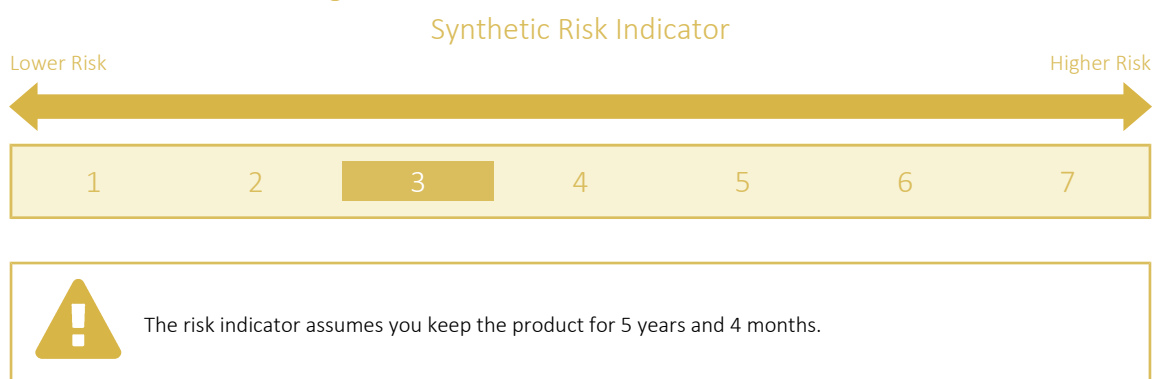 Synthetic Risk Indicator
Lower Risk Higher Risk
1 2 3 4 5 6 7
The risk indicator assumes you keep the product for 5 years and 4 months.